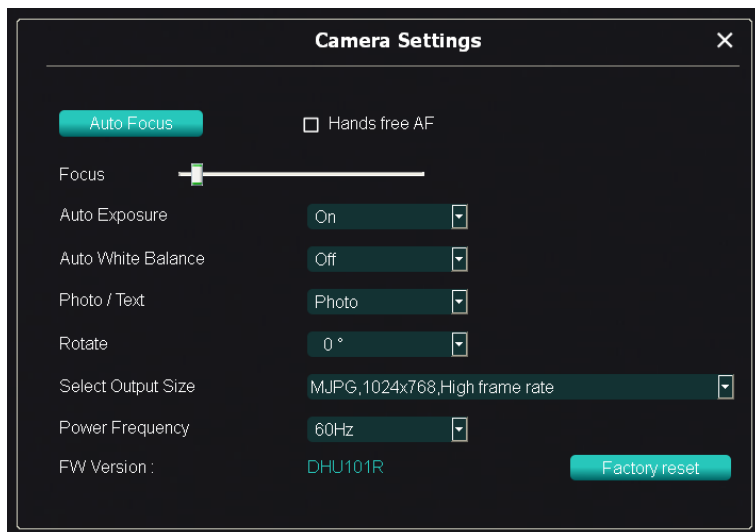 Camera Settings
Auto Focus Hands free AF
Focus
Auto Exposure On
Auto White Balance Off
Photo / Text Photo
Rotate 0 °
Select Output Size MJPG,1024x768,High frame rate
Power Frequency 60Hz
FW Version : DHU101R Factory reset